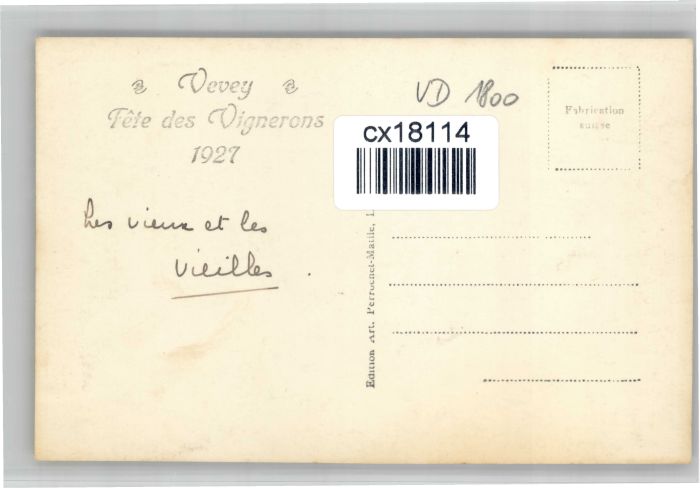 Vevey
Fête des Vignerons
1927
VD 1800
cx18114
Fabrication
suisse
Les vieux et les
vieilles.
Edition Art. Perrochet-Matile, L